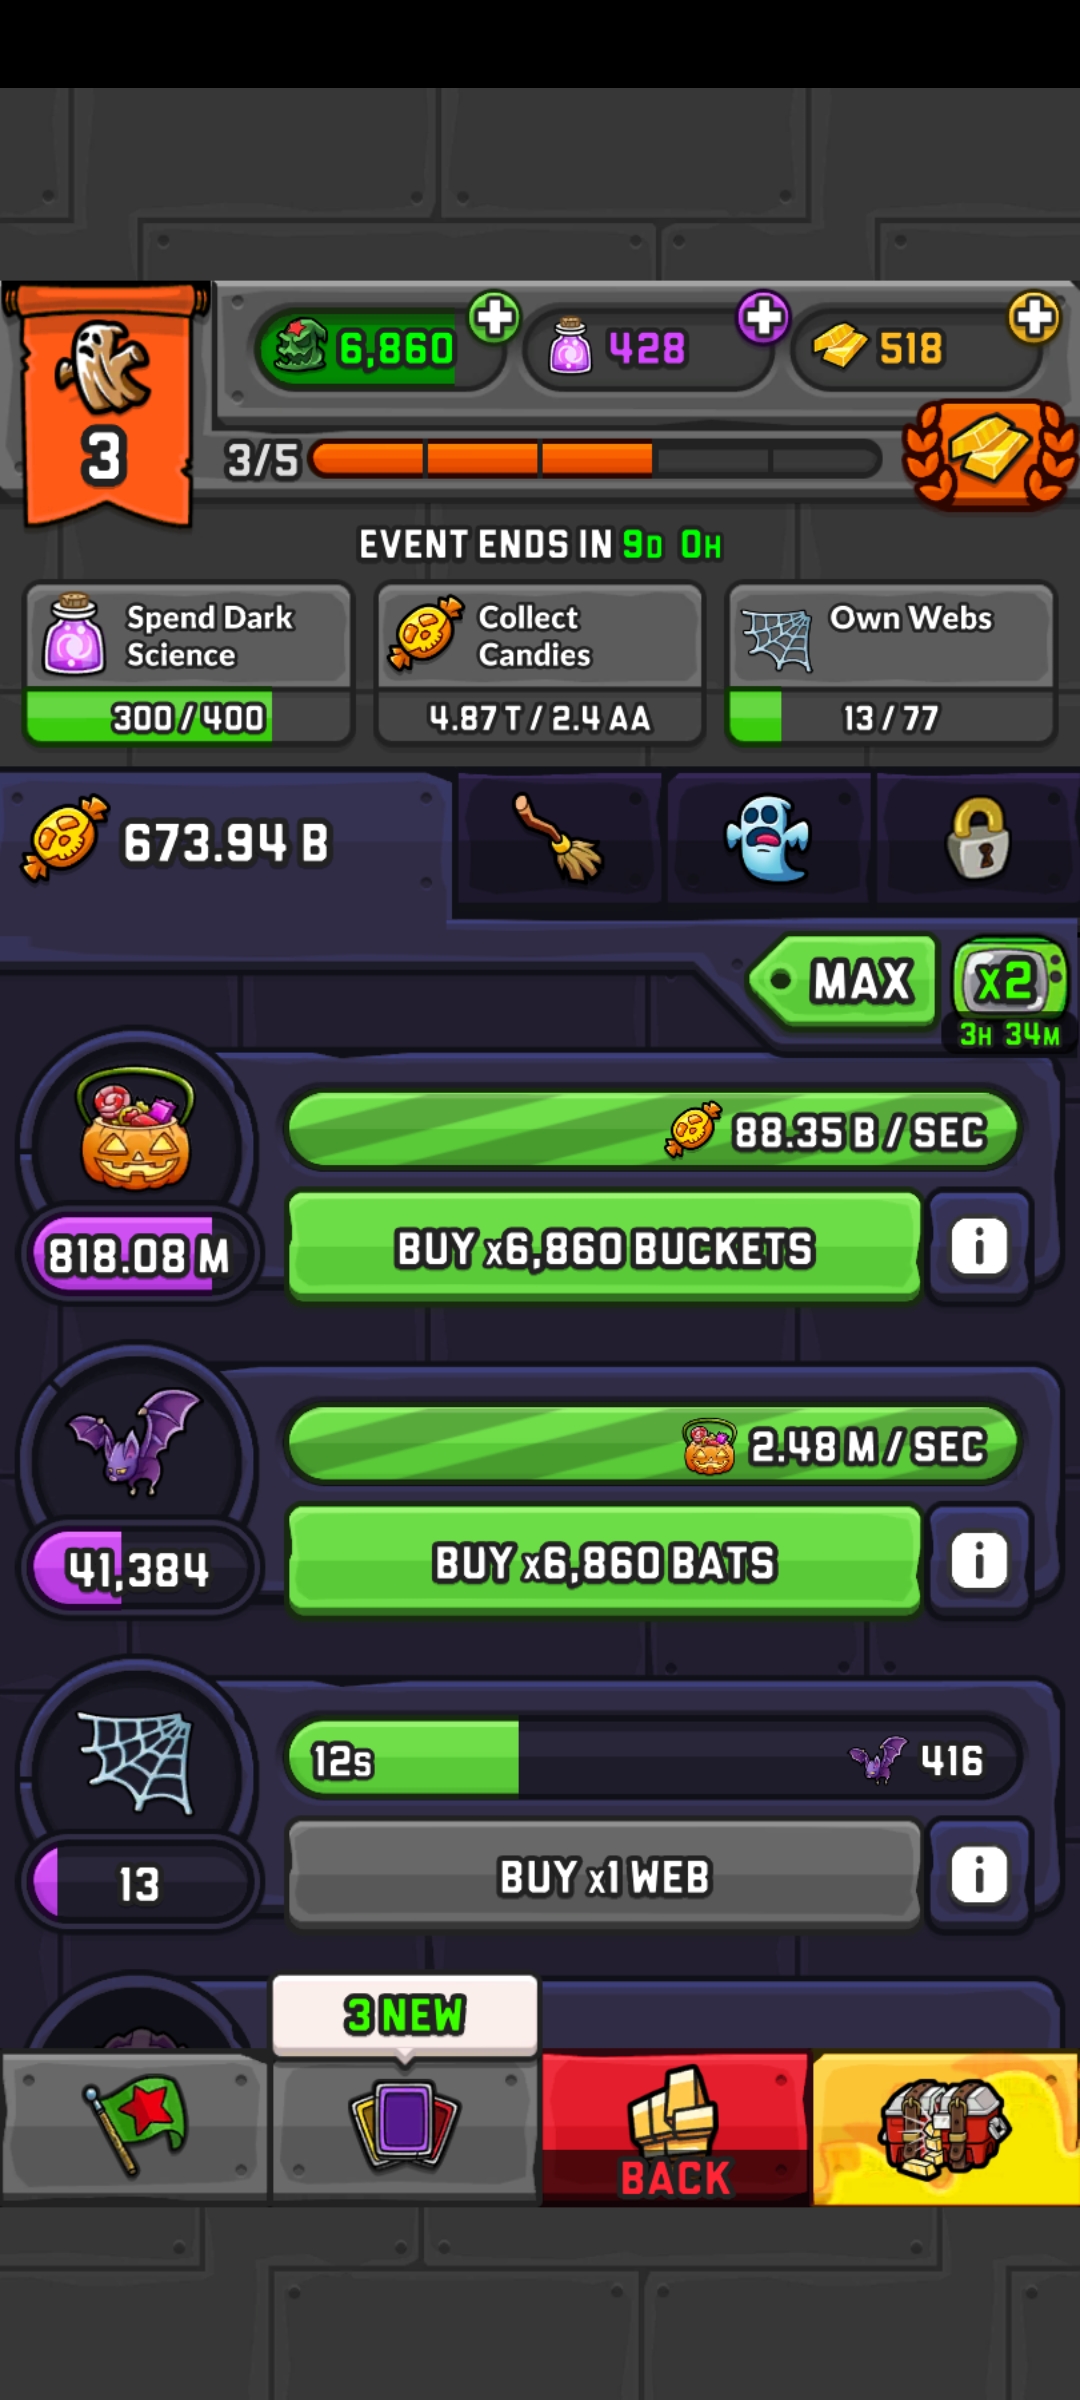 6,860
428
518
3
3/5
EVENT ENDS IN 9D 0H
Spend Dark
Science
300/400
Collect
Candies
4.87 T / 2.4 AA
Own Webs
13/77
673.94 B
MAX
x2
3H 34M
88.35 B / SEC
818.08 M
BUY x6,860 BUCKETS
i
2.48 M / SEC
41,384
BUY x6,860 BATS
i
12s
416
13
BUY x1 WEB
i
3 NEW
BACK